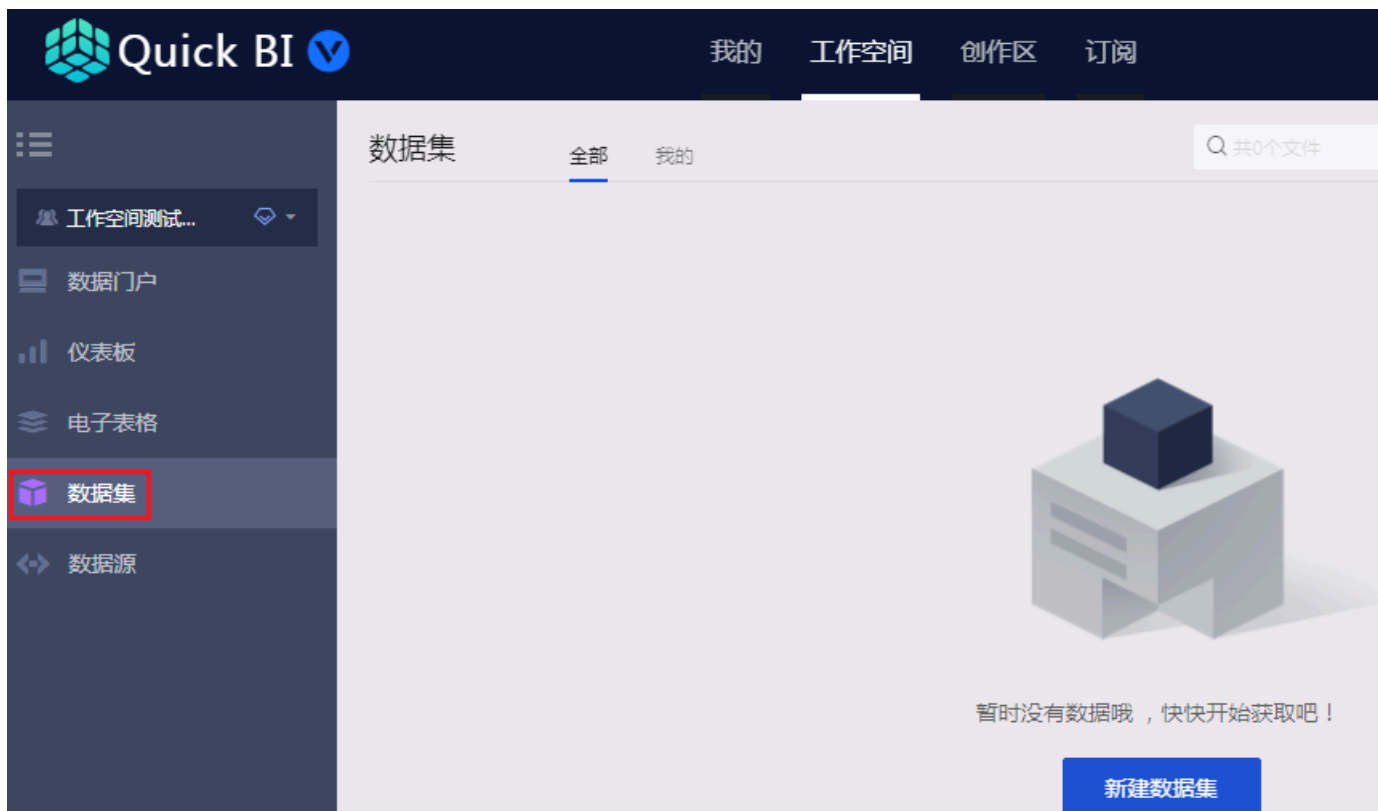 Quick BI
我的 工作空间 创作区 订阅
数据集 全部 我的 共0个文件
工作空间测试...
数据门户
仪表板
电子表格
数据集
数据源
暂时没有数据哦，快快开始获取吧！
新建数据集